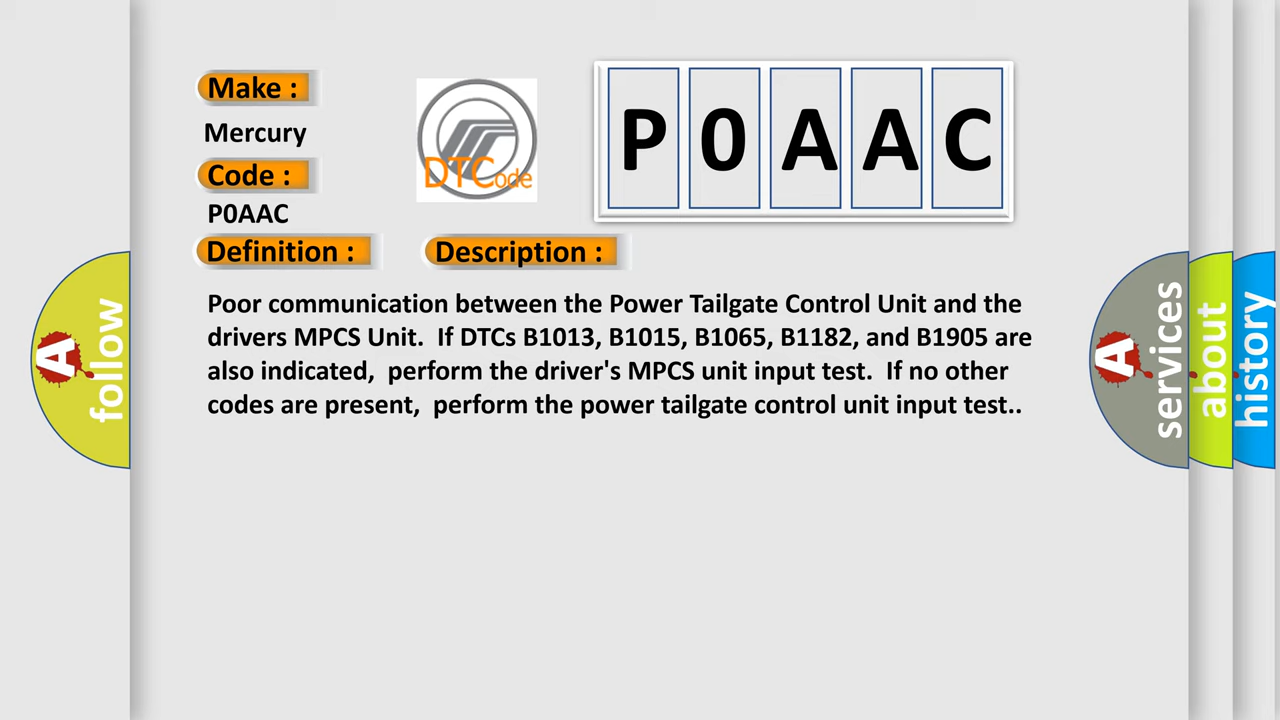 Make :
Mercury
Code :
P0AAC
Definition :
Description :
DTCode
P0AAC
Poor communication between the Power Tailgate Control Unit and the
drivers MPCS Unit. If DTCs B1013, B1015, B1065, B1182, and B1905 are
also indicated, perform the driver's MPCS unit input test. If no other
codes are present, perform the power tailgate control unit input test..
A follow
A services
about
history